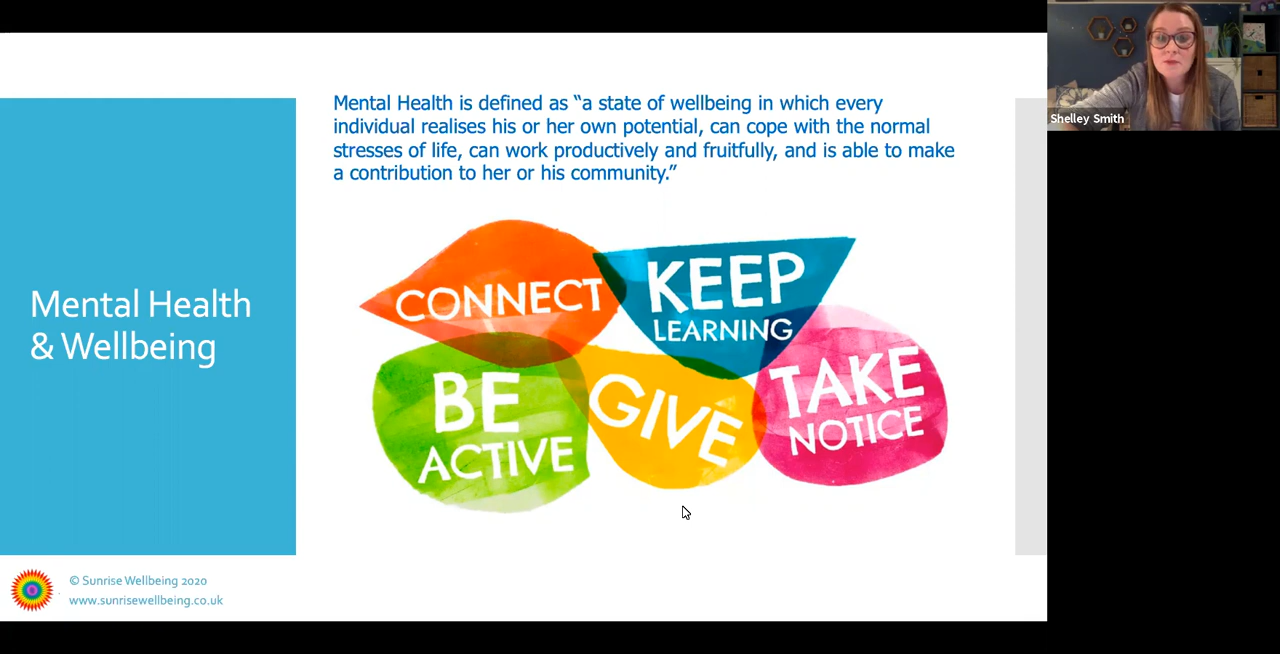 Mental Health is defined as “a state of wellbeing in which every
individual realises his or her own potential, can cope with the normal
stresses of life, can work productively and fruitfully, and is able to make
a contribution to her or his community.”
Shelley Smith
Mental Health
& Wellbeing
CONNECT
KEEP
LEARNING
BE
ACTIVE
GIVE
TAKE
NOTICE
© Sunrise Wellbeing 2020
www.sunrisewellbeing.co.uk